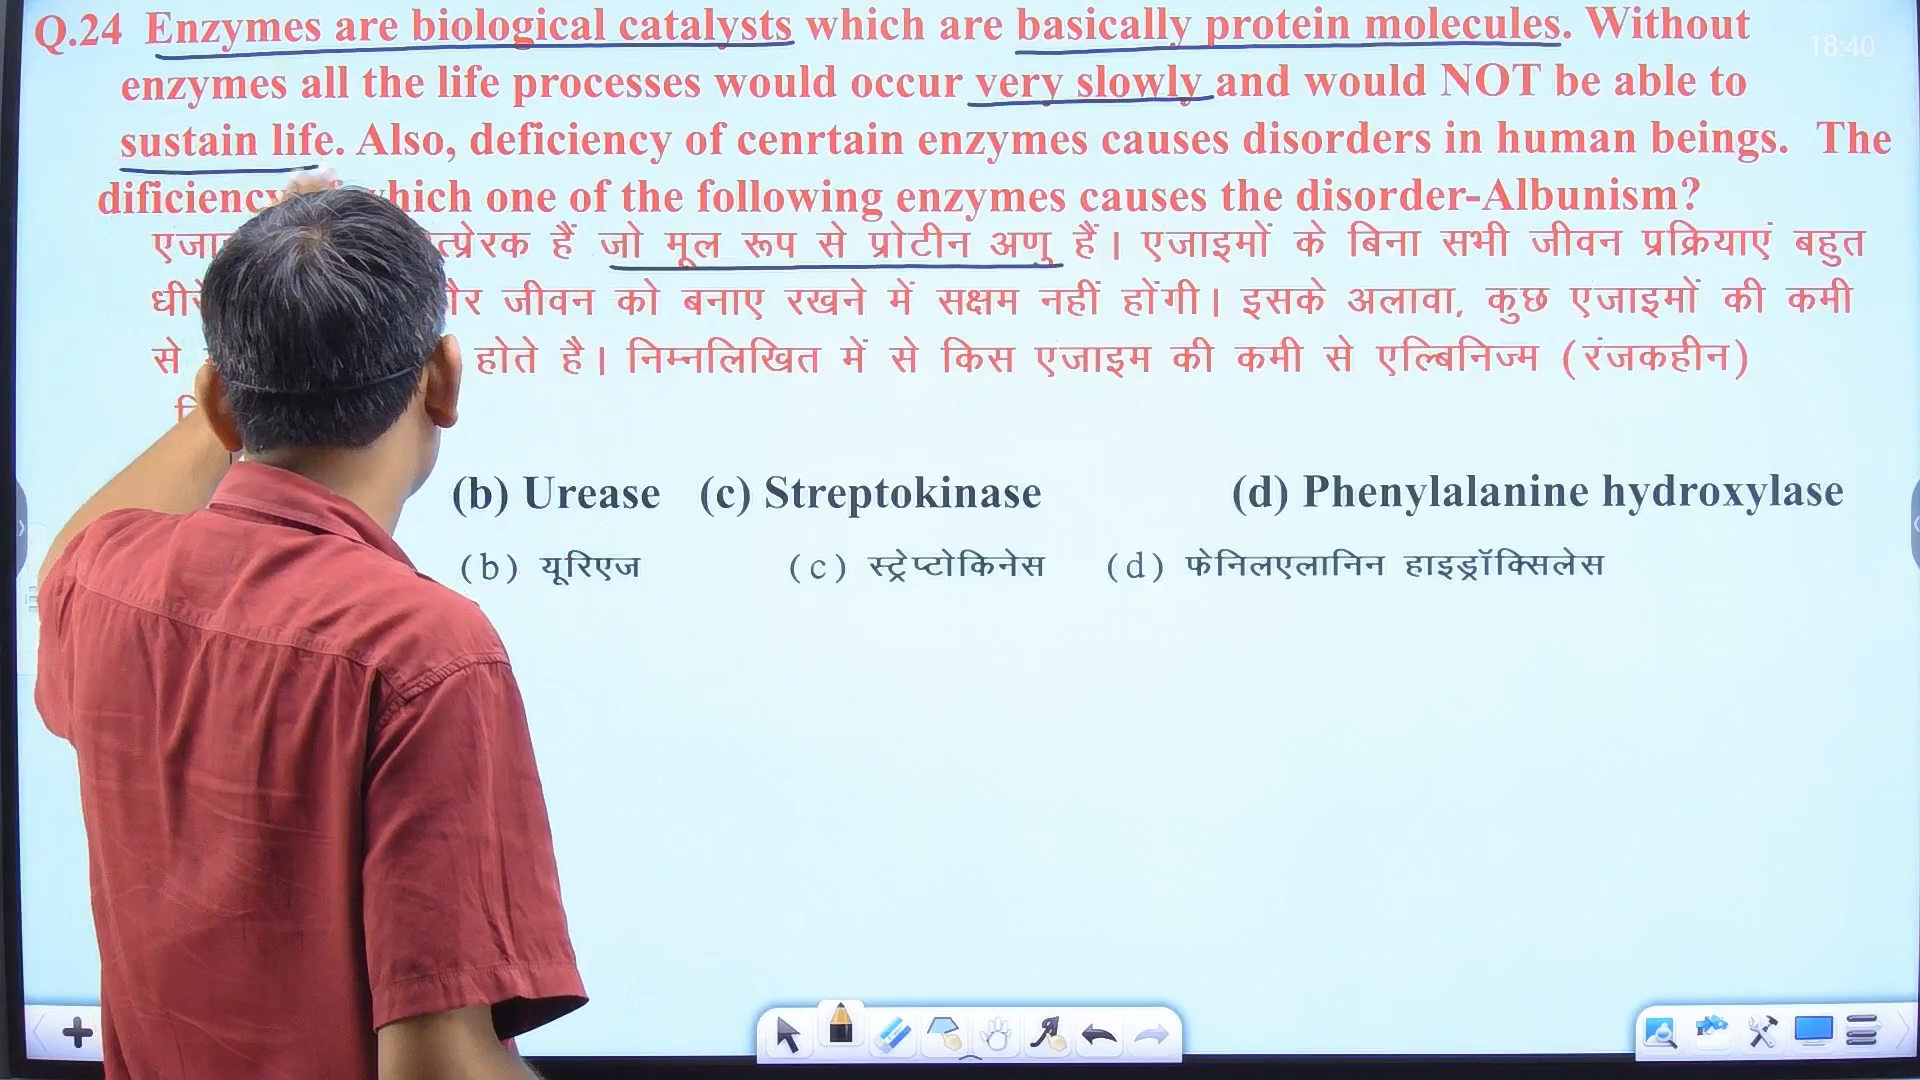 Q.24 Enzymes are biological catalysts which are basically protein molecules. Without
18:40
enzymes all the life processes would occur very slowly and would NOT be able to
sustain life. Also, deficiency of cenrtain enzymes causes disorders in human beings. The
dificiency which one of the following enzymes causes the disorder-Albunism?
हैं जो मूल रूप से प्रोटीन अणु हैं। एजाइमों के बिना सभी जीवन प्रक्रियाएं बहुत
जीवन को बनाए रखने में सक्षम नहीं होंगी। इसके अलावा, कुछ एजाइमों की कमी
से होते है। निम्नलिखित में से किस एजाइम की कमी से एल्बिनिज्म (रंजकहीन)
(b) Urease (c) Streptokinase (d) Phenylalanine hydroxylase
(b) यूरिएज (c) स्ट्रेप्टोकिनेस (d) फेनिलएलानिन हाइड्रॉक्सिलेस